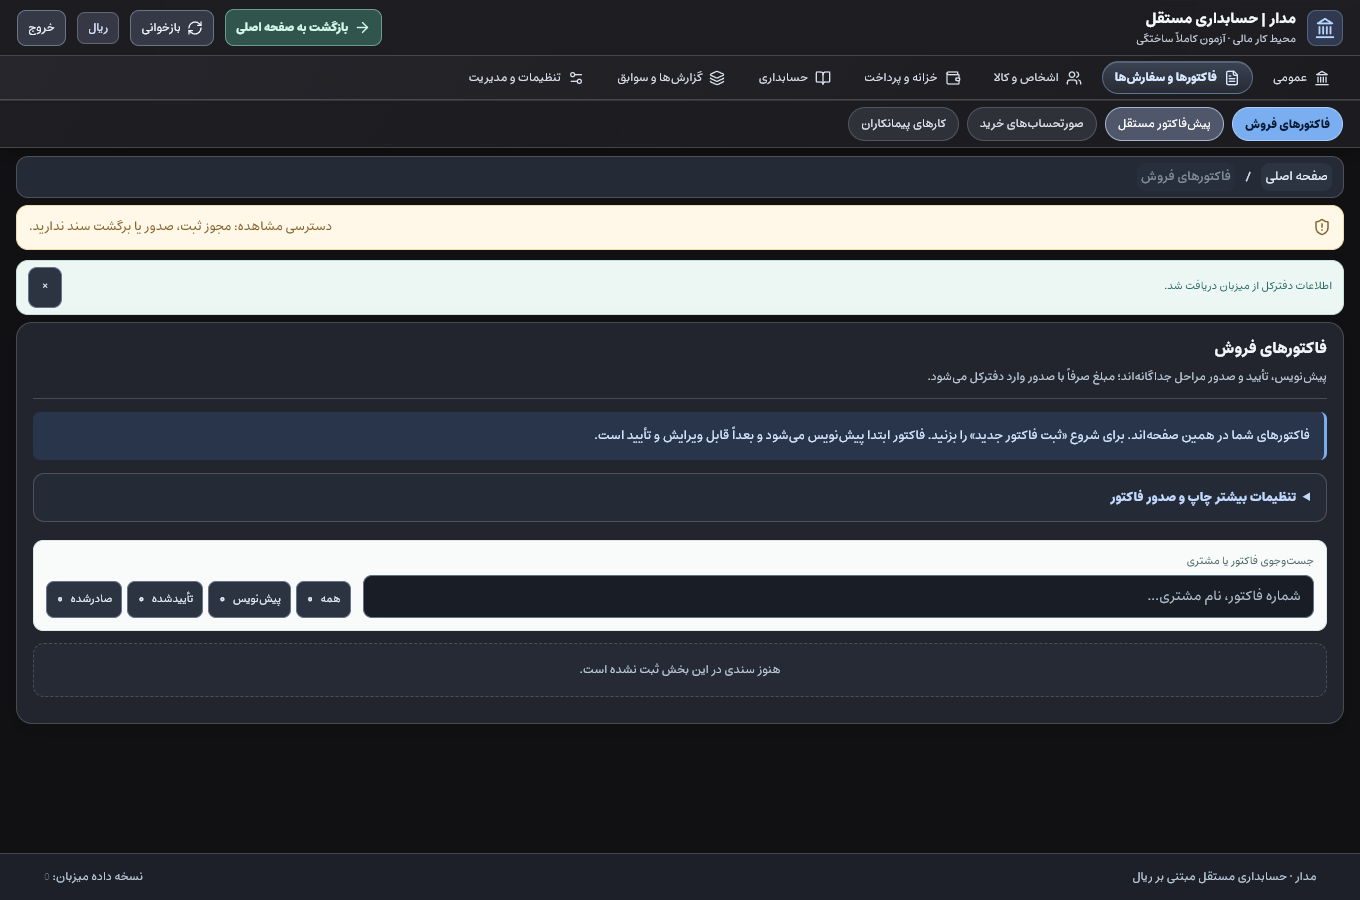 مدار | حسابداری مستقل
محیط کار مالی · آزمون کاملاً ساختگی
بازگشت به صفحه اصلی
بازخوانی
ریال
خروج
عمومی
فاکتورها و سفارش‌ها
اشخاص و کالا
خزانه و پرداخت
حسابداری
گزارش‌ها و سوابق
تنظیمات و مدیریت
فاکتورهای فروش
پیش‌فاکتور مستقل
صورتحساب‌های خرید
کارهای پیمانکاران
صفحه اصلی / فاکتورهای فروش
دسترسی مشاهده: مجوز ثبت، صدور یا برگشت سند ندارید.
اطلاعات دفترکل از میزبان دریافت شد.
×
فاکتورهای فروش
پیش‌نویس، تأیید و صدور مراحل جداگانه‌اند؛ مبلغ صرفاً با صدور وارد دفترکل می‌شود.
فاکتورهای شما در همین صفحه‌اند. برای شروع «ثبت فاکتور جدید» را بزنید. فاکتور ابتدا پیش‌نویس می‌شود و بعداً قابل ویرایش و تأیید است.
تنظیمات بیشتر چاپ و صدور فاکتور
جست‌وجوی فاکتور یا مشتری
شماره فاکتور، نام مشتری...
همه
پیش‌نویس
تأییدشده
صادرشده
هنوز سندی در این بخش ثبت نشده است.
مدار · حسابداری مستقل مبتنی بر ریال
نسخه داده میزبان: